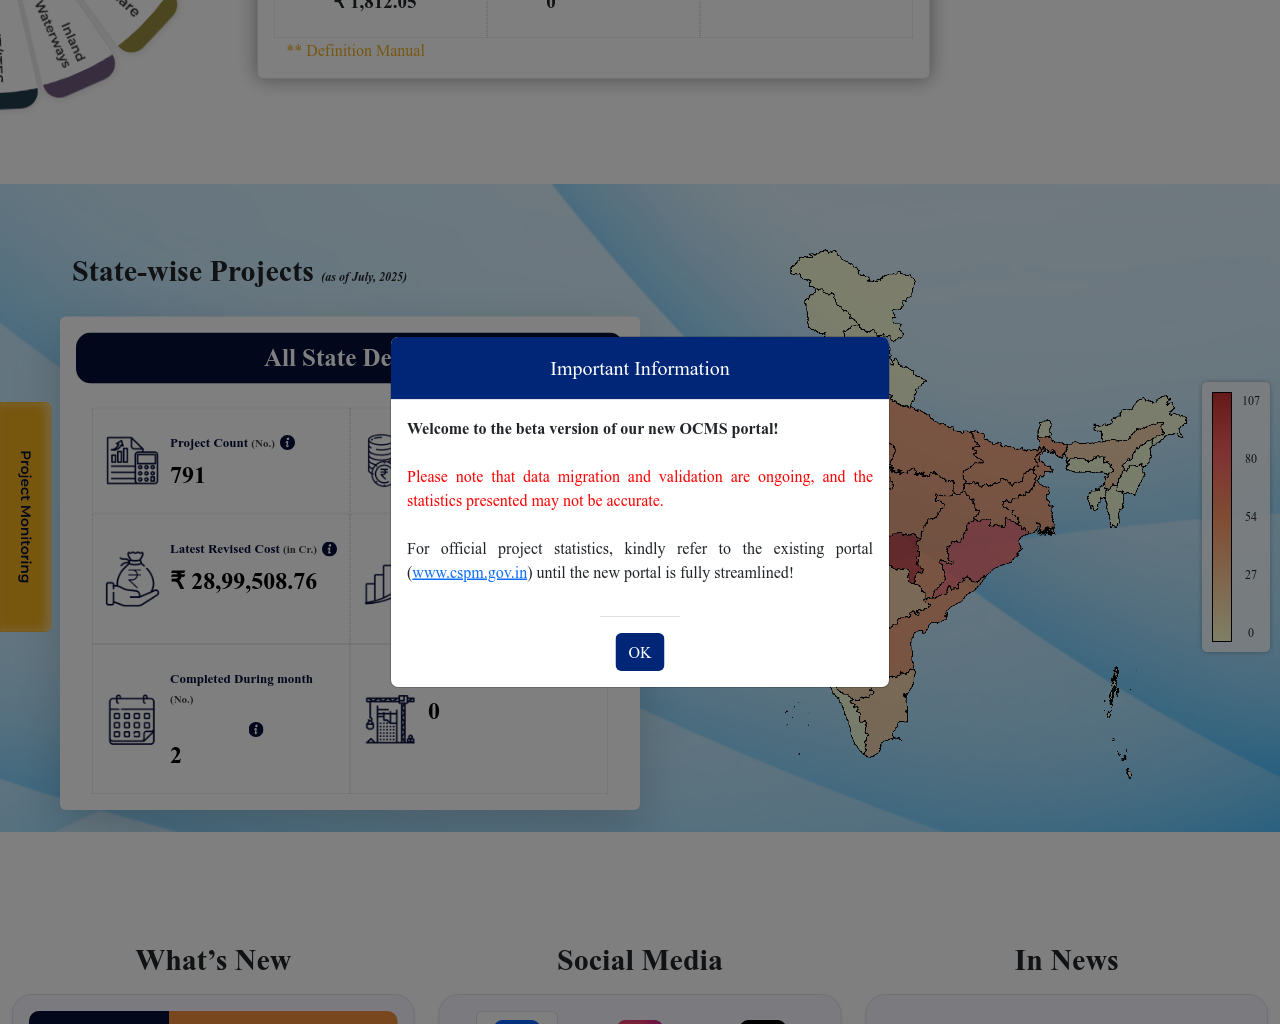 ₹ 1,812.05
0
Inland
Waterways
** Definition Manual
State-wise Projects (as of July, 2025)
All State De
Project Count (No.)
791
Latest Revised Cost (in Cr.)
₹ 28,99,508.76
Completed During month
(No.)
2
0
Project Monitoring
Important Information
Welcome to the beta version of our new OCMS portal!
Please note that data migration and validation are ongoing, and the
statistics presented may not be accurate.
For official project statistics, kindly refer to the existing portal
(www.cspm.gov.in) until the new portal is fully streamlined!
OK
107
80
54
27
0
What's New
Social Media
In News